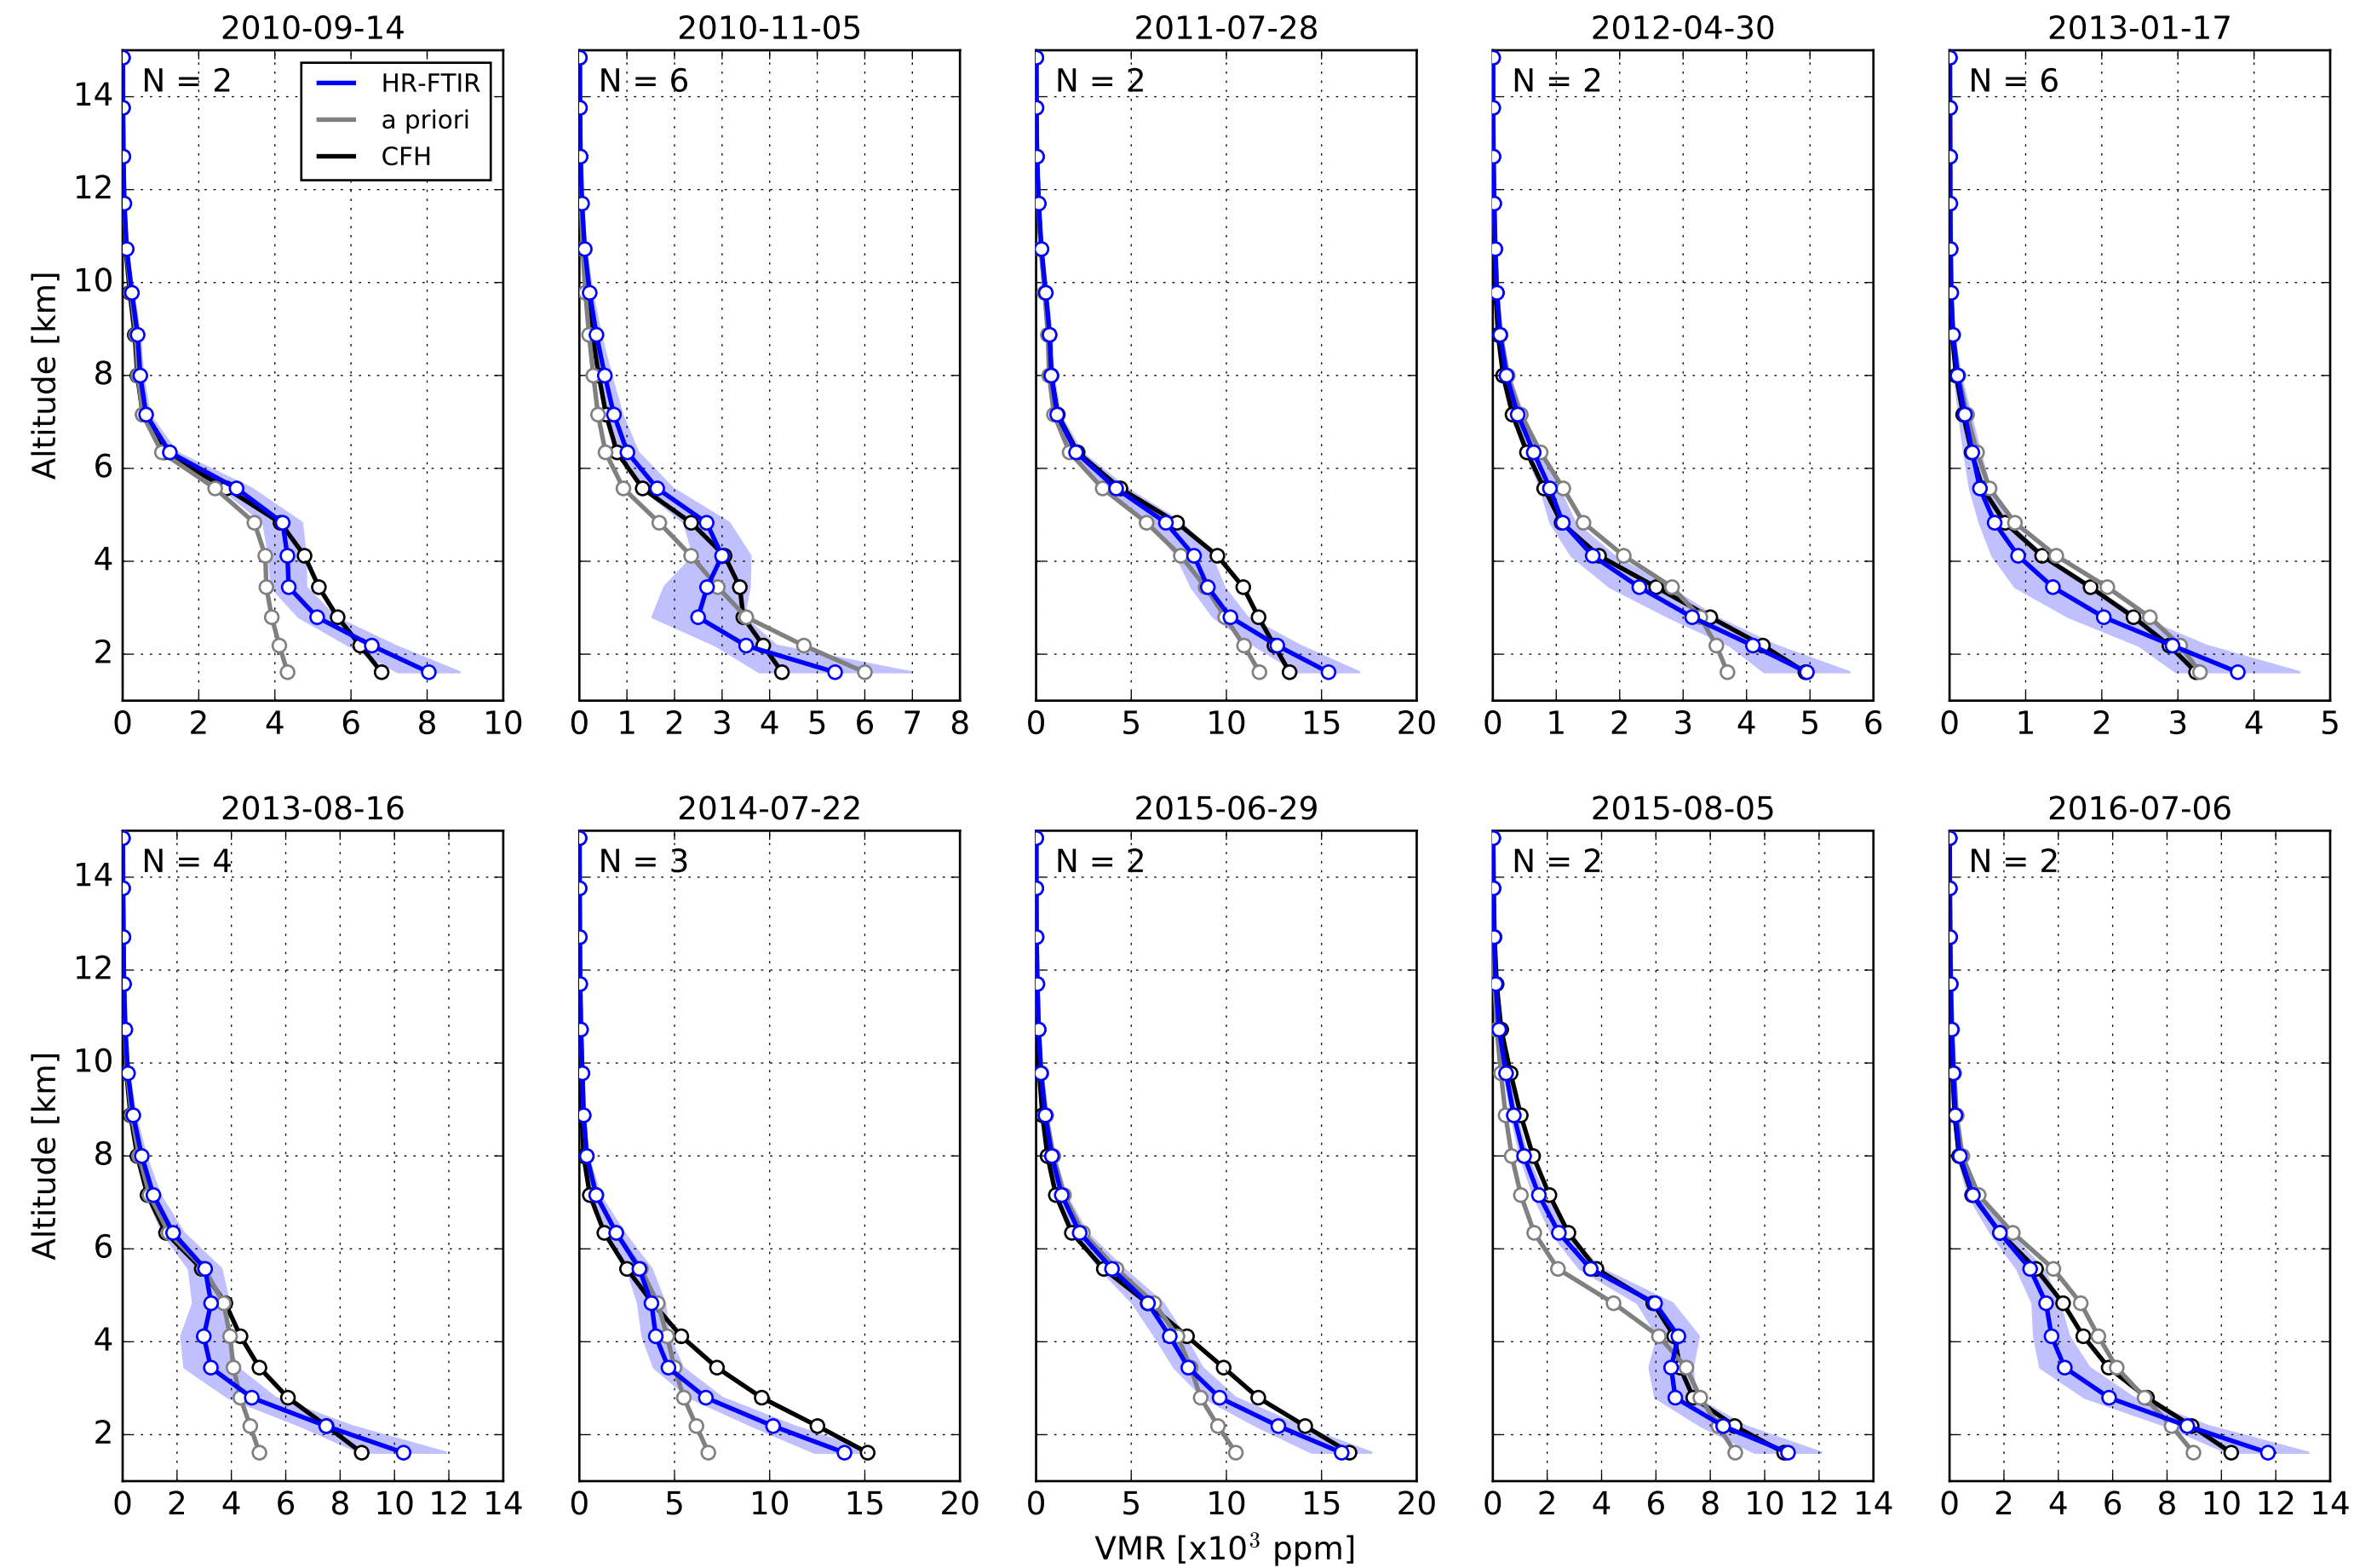 2010-09-14 2010-11-05 2011-07-28 2012-04-30 2013-01-17
N = 2 N = 6 N = 2 N = 2 N = 6
HR-FTIR
a priori
CFH
14
12
10
8
6
4
2
Altitude [km]
0 2 4 6 8 10 0 1 2 3 4 5 6 7 8 0 5 10 15 20 0 1 2 3 4 5 6 0 1 2 3 4 5
2013-08-16 2014-07-22 2015-06-29 2015-08-05 2016-07-06
N = 4 N = 3 N = 2 N = 2 N = 2
14
12
10
8
6
4
2
Altitude [km]
0 2 4 6 8 10 12 14 0 5 10 15 20 0 5 10 15 20 0 2 4 6 8 10 12 14 0 2 4 6 8 10 12 14
VMR [x10³ ppm]